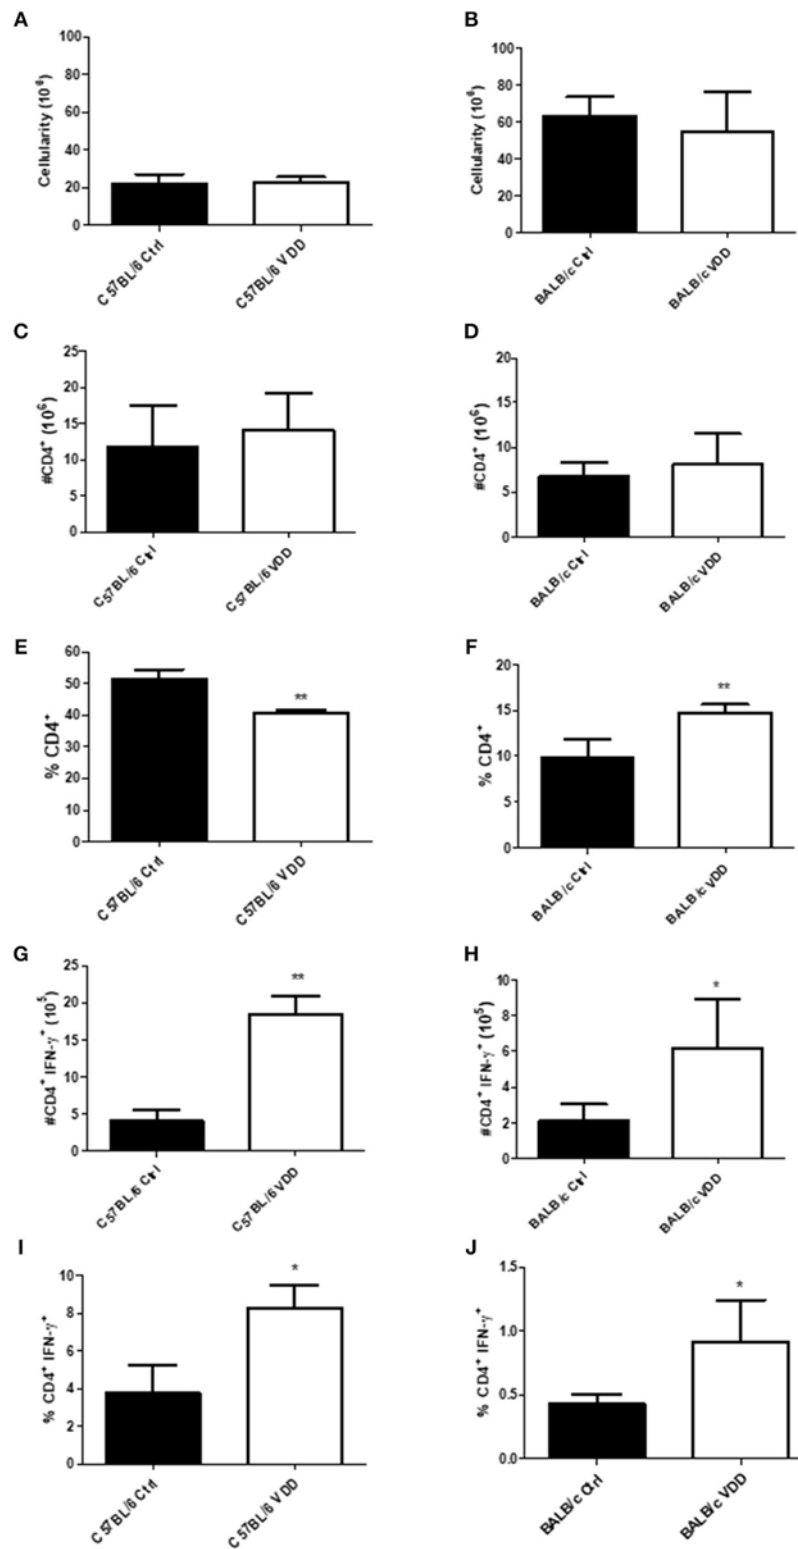 A
Cellularity (10⁶)
100
80
60
40
20
0
C57BL/6 Ctrl
C57BL/6 VDD
B
Cellularity (10⁶)
100
80
60
40
20
0
BALB/c Ctrl
BALB/c VDD
C
#CD4⁺ (10⁶)
25
20
15
10
5
0
C57BL/6 Ctrl
C57BL/6 VDD
D
#CD4⁺ (10⁶)
20
15
10
5
0
BALB/c Ctrl
BALB/c VDD
E
% CD4⁺
60
50
40
30
20
10
0
**
C57BL/6 Ctrl
C57BL/6 VDD
F
% CD4⁺
20
15
10
5
0
**
BALB/c Ctrl
BALB/c VDD
G
#CD4⁺ IFN-γ⁺ (10⁵)
25
20
15
10
5
0
**
C57BL/6 Ctrl
C57BL/6 VDD
H
#CD4⁺ IFN-γ⁺ (10⁵)
10
8
6
4
2
0
*
BALB/c Ctrl
BALB/c VDD
I
% CD4⁺ IFN-γ⁺
10
8
6
4
2
0
*
C57BL/6 Ctrl
C57BL/6 VDD
J
% CD4⁺ IFN-γ⁺
1.5
1.0
0.5
0.0
*
BALB/c Ctrl
BALB/c VDD